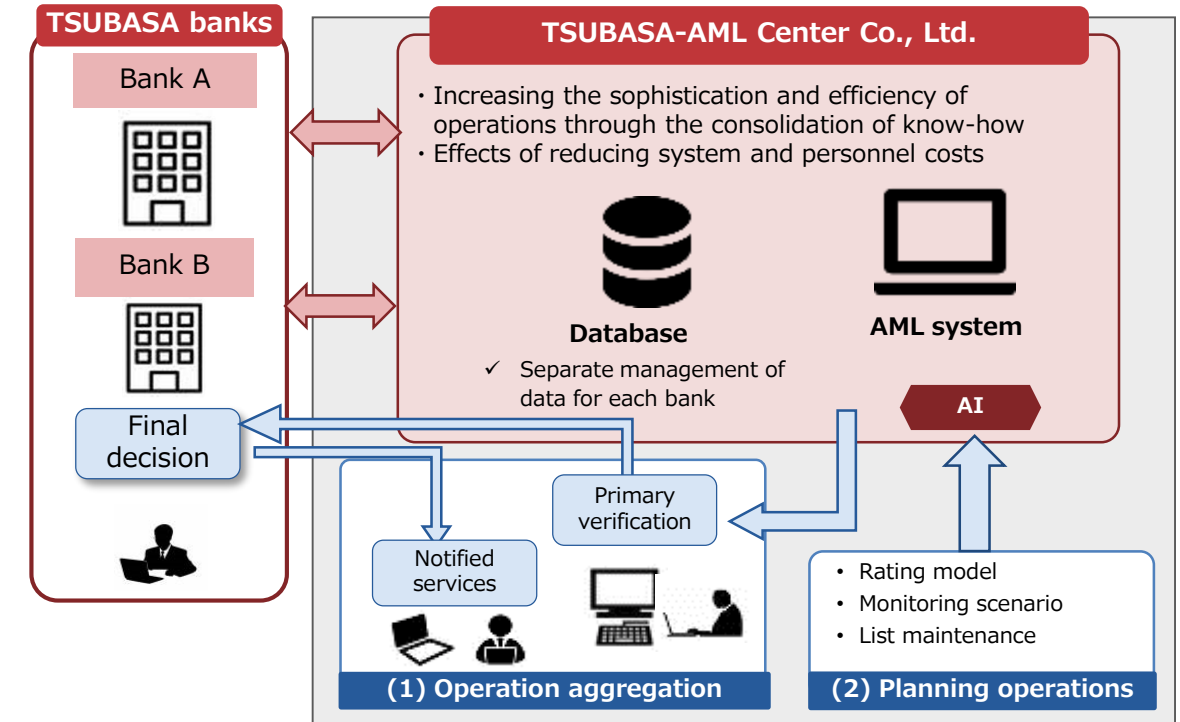 TSUBASA banks
Bank A
Bank B
Final
decision
TSUBASA-AML Center Co., Ltd.
・Increasing the sophistication and efficiency of
operations through the consolidation of know-how
・Effects of reducing system and personnel costs
Database
✓ Separate management of
data for each bank
AML system
AI
Primary
verification
Notified
services
(1) Operation aggregation
• Rating model
• Monitoring scenario
• List maintenance
(2) Planning operations